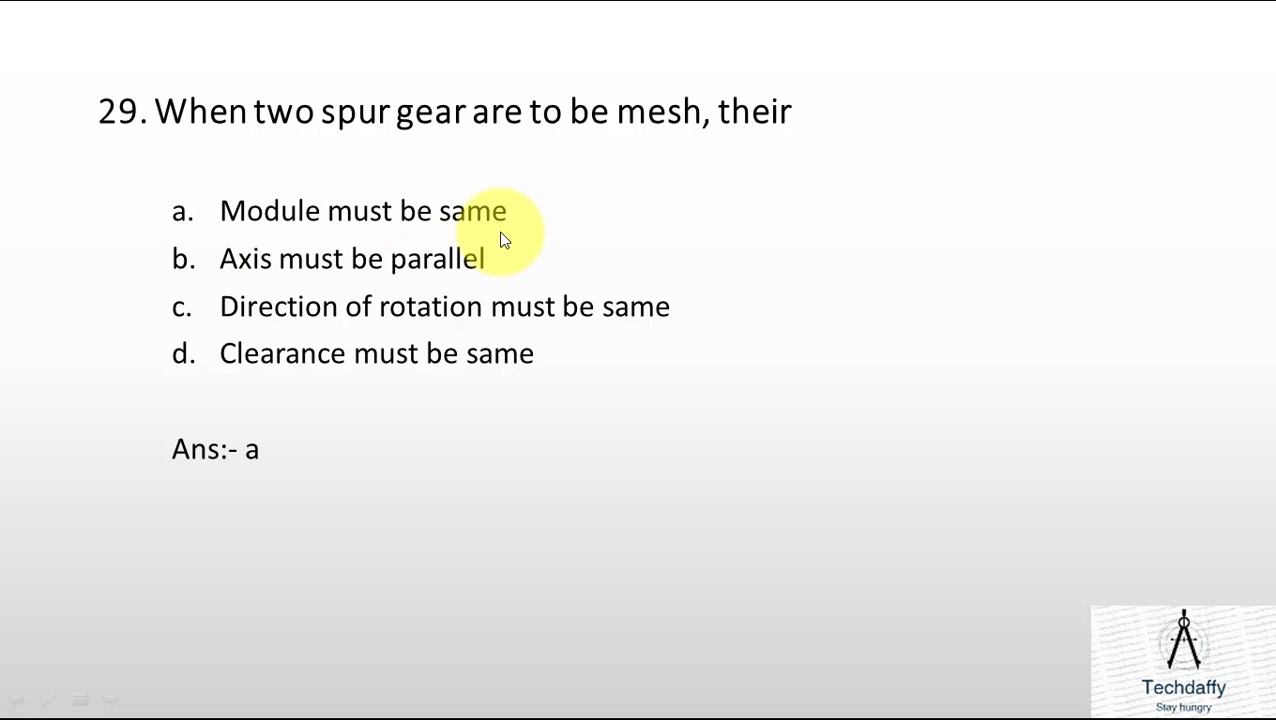 29. When two spur gear are to be mesh, their
a. Module must be same
b. Axis must be parallel
c. Direction of rotation must be same
d. Clearance must be same
Ans:- a
Techdaffy
Stay hungry